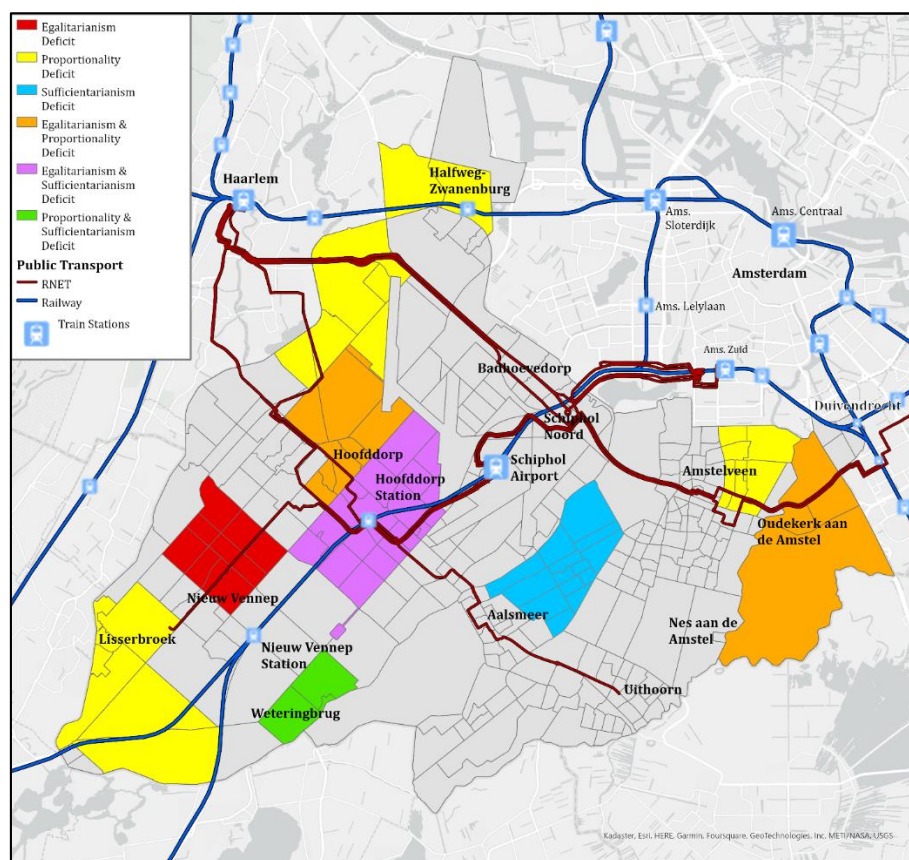 Egalitarianism
Deficit
Proportionality
Deficit
Sufficientarianism
Deficit
Egalitarianism &
Proportionality
Deficit
Egalitarianism &
Sufficientarianism
Deficit
Proportionality &
Sufficientarianism
Deficit
Public Transport
RNET
Railway
Train Stations
Haarlem
Halfweg-
Zwanenburg
Ams.
Sloterdijk
Ams. Centraal
Amsterdam
Ams. Lelylaan
Ams. Zuid
Badhoevedorp
Duivendrecht
Schiphol
Noord
Hoofddorp
Schiphol
Airport
Amstelveen
Hoofddorp
Station
Oudekerk aan
de Amstel
Nieuw Vennep
Aalsmeer
Nes aan de
Amstel
Lisserbroek
Nieuw Vennep
Station
Uithoorn
Weteringbrug
Kadaster, Esri, HERE, Garmin, Foursquare, GeoTechnologies, Inc, METI/NASA, USGS